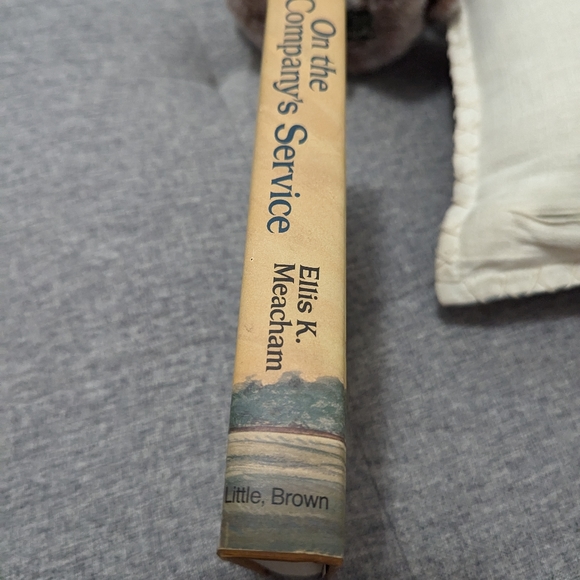 On the
Company's
Service
Ellis K.
Meacham
Little, Brown